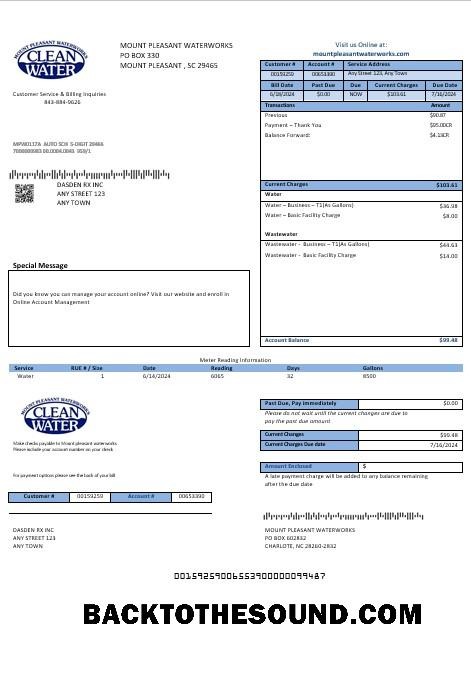 MOUNT PLEASANT WATERWORKS
CLEAN
WATER
MOUNT PLEASANT WATERWORKS
PO BOX 330
MOUNT PLEASANT , SC 29465
Customer Service & Billing Inquiries
843-884-9626
Visit us Online at:
mountpleasantwaterworks.com
Customer # Account # Service Address
00159259 00653390 Any Street 123, Any Town
Bill Date Past Due Due Current Charges Due Date
6/18/2024 $0.00 NOW $103.61 7/16/2024
Transactions Amount
Previous $90.87
Payment – Thank You $95.00CR
Balance Forward: $4.13CR
MPW0117A AUTO SCH 5-DIGIT 29466
7000000983 00.0004.0043 959/1
DASDEN RX INC
ANY STREET 123
ANY TOWN
Current Charges $103.61
Water
Water – Business – T1(As Gallons) $36.98
Water – Basic Facility Charge $8.00
Wastewater
Wastewater - Business – T1(As Gallons) $44.63
Wastewater - Basic Facility Charge $14.00
Special Message
Did you know you can manage your account online? Visit our website and enroll in
Online Account Management
Account Balance $99.48
Meter Reading Information
Service RUE # / Size Date Reading Days Gallons
Water 1 6/14/2024 6065 32 8500
MOUNT PLEASANT WATERWORKS
CLEAN
WATER
Make checks payable to Mount pleasant waterworks
Please include your account number on your check
For payment options please see the back of your bill
Customer # 00159259 Account # 00653390
Past Due, Pay Immediately $0.00
Please do not wait until the current changes are due to
pay the past due amount
Current Charges $99.48
Current Charges Due date 7/16/2024
Amount Enclosed $
A late payment charge will be added to any balance remaining
after the due date
DASDEN RX INC
ANY STREET 123
ANY TOWN
MOUNT PLEASANT WATERWORKS
PO BOX 602832
CHARLOTE, NC 28260-2832
00159259006553900000099487
BACKTOTHESOUND.COM